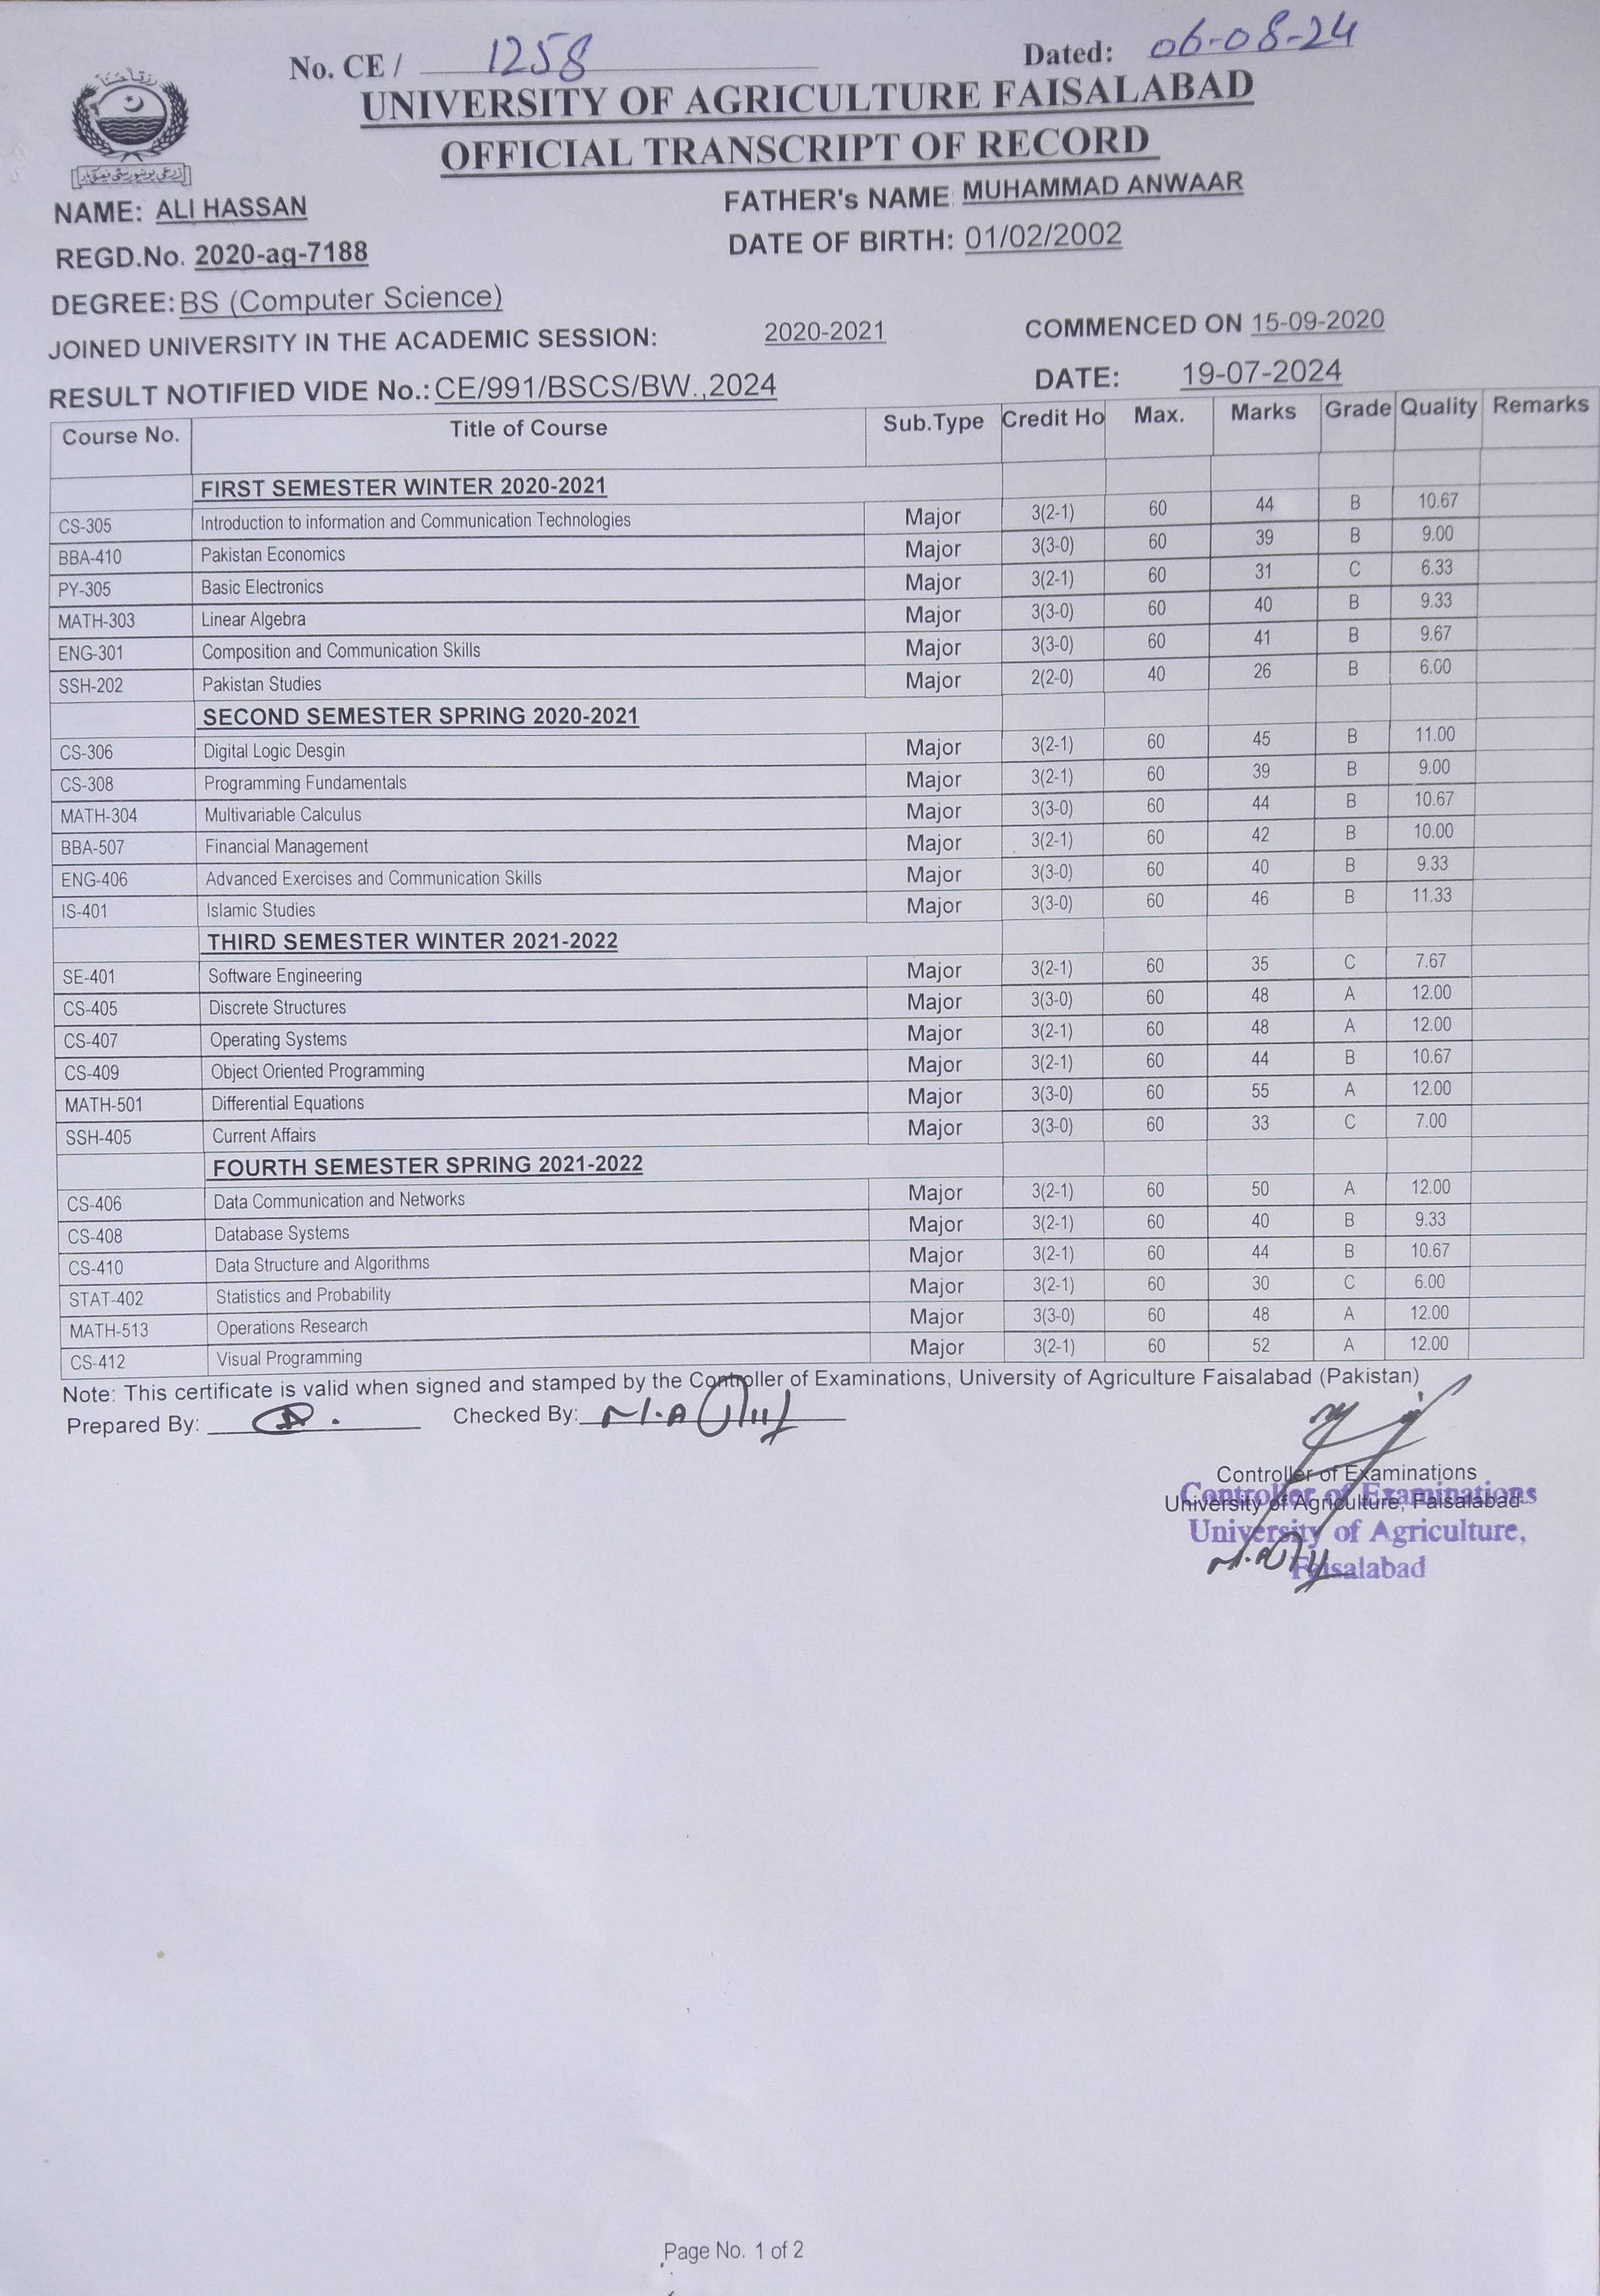 No. CE / 1258 Dated: 06-08-24
UNIVERSITY OF AGRICULTURE FAISALABAD
OFFICIAL TRANSCRIPT OF RECORD
NAME: ALI HASSAN FATHER's NAME MUHAMMAD ANWAAR
REGD.No. 2020-ag-7188 DATE OF BIRTH: 01/02/2002
DEGREE: BS (Computer Science)
JOINED UNIVERSITY IN THE ACADEMIC SESSION: 2020-2021 COMMENCED ON 15-09-2020
RESULT NOTIFIED VIDE No.: CE/991/BSCS/BW.,2024 DATE: 19-07-2024
Course No. Title of Course Sub.Type Credit Ho Max. Marks Grade Quality Remarks
FIRST SEMESTER WINTER 2020-2021
CS-305 Introduction to information and Communication Technologies Major 3(2-1) 60 44 B 10.67
BBA-410 Pakistan Economics Major 3(3-0) 60 39 B 9.00
PY-305 Basic Electronics Major 3(2-1) 60 31 C 6.33
MATH-303 Linear Algebra Major 3(3-0) 60 40 B 9.33
ENG-301 Composition and Communication Skills Major 3(3-0) 60 41 B 9.67
SSH-202 Pakistan Studies Major 2(2-0) 40 26 B 6.00
SECOND SEMESTER SPRING 2020-2021
CS-306 Digital Logic Desgin Major 3(2-1) 60 45 B 11.00
CS-308 Programming Fundamentals Major 3(2-1) 60 39 B 9.00
MATH-304 Multivariable Calculus Major 3(3-0) 60 44 B 10.67
BBA-507 Financial Management Major 3(2-1) 60 42 B 10.00
ENG-406 Advanced Exercises and Communication Skills Major 3(3-0) 60 40 B 9.33
IS-401 Islamic Studies Major 3(3-0) 60 46 B 11.33
THIRD SEMESTER WINTER 2021-2022
SE-401 Software Engineering Major 3(2-1) 60 35 C 7.67
CS-405 Discrete Structures Major 3(3-0) 60 48 A 12.00
CS-407 Operating Systems Major 3(2-1) 60 48 A 12.00
CS-409 Object Oriented Programming Major 3(2-1) 60 44 B 10.67
MATH-501 Differential Equations Major 3(3-0) 60 55 A 12.00
SSH-405 Current Affairs Major 3(3-0) 60 33 C 7.00
FOURTH SEMESTER SPRING 2021-2022
CS-406 Data Communication and Networks Major 3(2-1) 60 50 A 12.00
CS-408 Database Systems Major 3(2-1) 60 40 B 9.33
CS-410 Data Structure and Algorithms Major 3(2-1) 60 44 B 10.67
STAT-402 Statistics and Probability Major 3(2-1) 60 30 C 6.00
MATH-513 Operations Research Major 3(3-0) 60 48 A 12.00
CS-412 Visual Programming Major 3(2-1) 60 52 A 12.00
Note: This certificate is valid when signed and stamped by the Controller of Examinations, University of Agriculture Faisalabad (Pakistan)
Prepared By: Checked By:
Controller of Examinations
University of Agriculture, Faisalabad
Controller of Examinations
University of Agriculture,
Faisalabad
Page No. 1 of 2